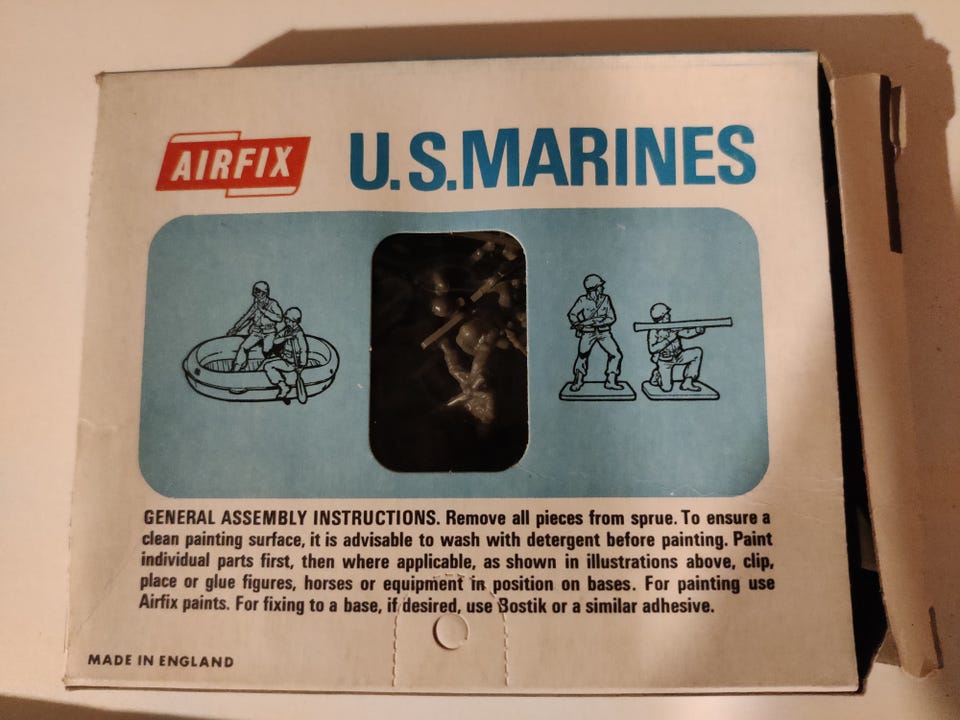 AIRFIX
U.S.MARINES
GENERAL ASSEMBLY INSTRUCTIONS. Remove all pieces from sprue. To ensure a
clean painting surface, it is advisable to wash with detergent before painting. Paint
individual parts first, then where applicable, as shown in illustrations above, clip,
place or glue figures, horses or equipment in position on bases. For painting use
Airfix paints. For fixing to a base, if desired, use Bostik or a similar adhesive.
MADE IN ENGLAND